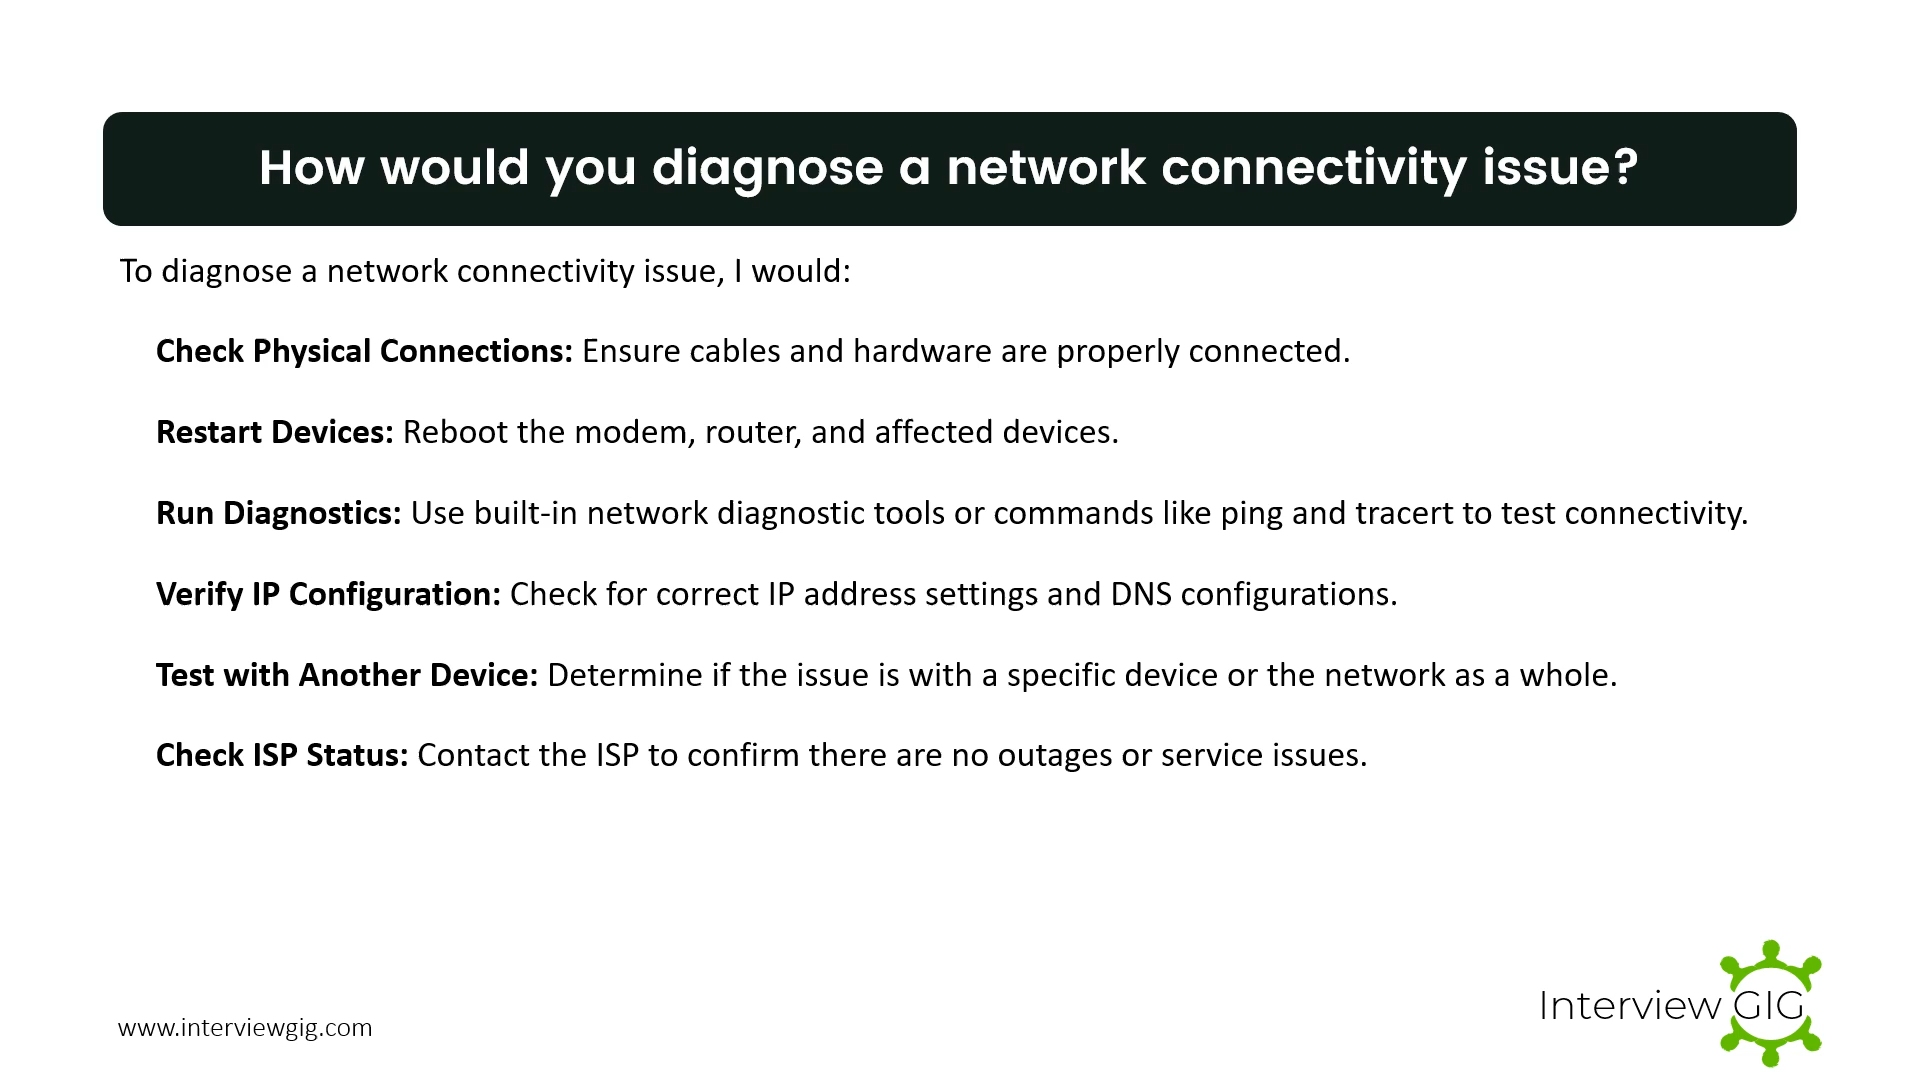 How would you diagnose a network connectivity issue?
To diagnose a network connectivity issue, I would:
Check Physical Connections: Ensure cables and hardware are properly connected.
Restart Devices: Reboot the modem, router, and affected devices.
Run Diagnostics: Use built-in network diagnostic tools or commands like ping and tracert to test connectivity.
Verify IP Configuration: Check for correct IP address settings and DNS configurations.
Test with Another Device: Determine if the issue is with a specific device or the network as a whole.
Check ISP Status: Contact the ISP to confirm there are no outages or service issues.
www.interviewgig.com
Interview GIG